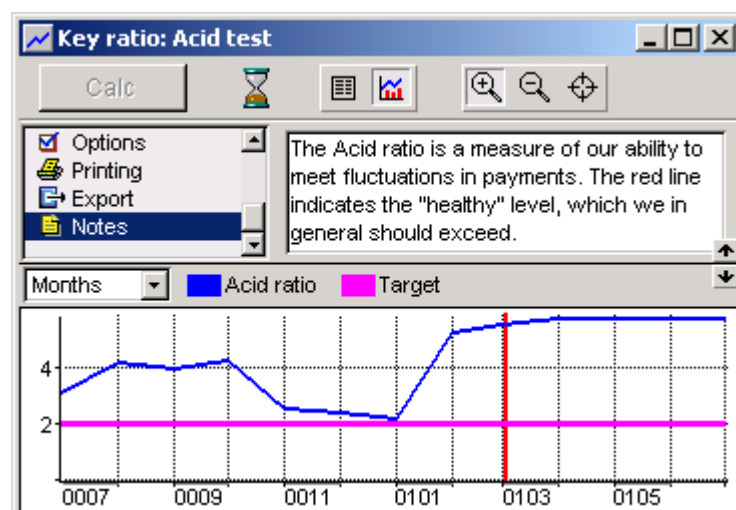 Key ratio: Acid test
Calc
Options
Printing
Export
Notes
The Acid ratio is a measure of our ability to
meet fluctuations in payments. The red line
indicates the "healthy" level, which we in
general should exceed.
Months
Acid ratio
Target
4
2
0007 0009 0011 0101 0103 0105